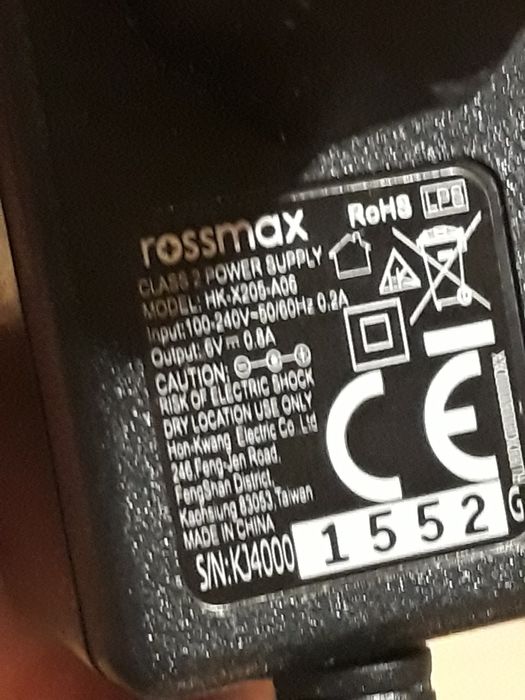 rossmax RoHS LPS
CLASS 2 POWER SUPPLY
MODEL: HK-X205-A06
Input:100-240V~50/60Hz 0.2A
Output: 6V⎓ 0.6A
CAUTION:
RISK OF ELECTRIC SHOCK
DRY LOCATION USE ONLY
Hon-Kwang Electric Co. Ltd
246,Feng-Jen Road,
FengShan District,
Kaohsiung 83053,Taiwan
MADE IN CHINA
S/N:KJ4000
1552
CE